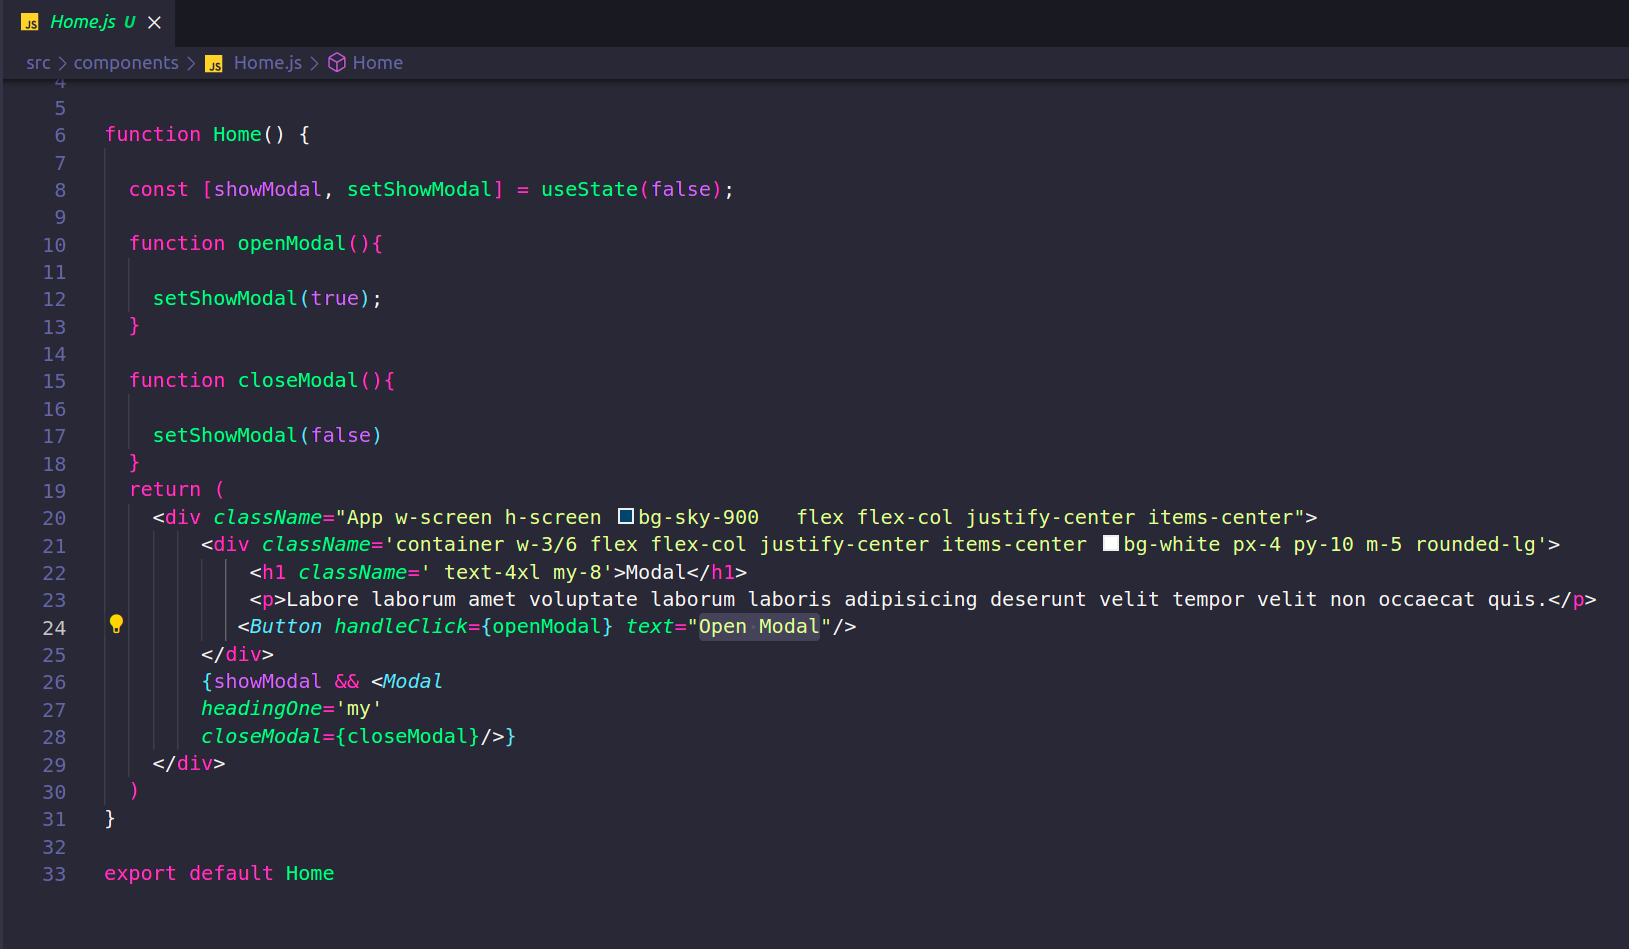 JS Home.js U
src > components > JS Home.js > Home
4
5
6 function Home() {
7
8 const [showModal, setShowModal] = useState(false);
9
10 function openModal(){
11
12 setShowModal(true);
13 }
14
15 function closeModal(){
16
17 setShowModal(false)
18 }
19 return (
20 <div className="App w-screen h-screen bg-sky-900   flex flex-col justify-center items-center">
21 <div className='container w-3/6 flex flex-col justify-center items-center bg-white px-4 py-10 m-5 rounded-lg'>
22 <h1 className=' text-4xl my-8'>Modal</h1>
23 <p>Labore laborum amet voluptate laborum laboris adipisicing deserunt velit tempor velit non occaecat quis.</p>
24 <Button handleClick={openModal} text="Open Modal"/>
25 </div>
26 {showModal && <Modal
27 headingOne='my'
28 closeModal={closeModal}/>}
29 </div>
30 )
31 }
32
33 export default Home